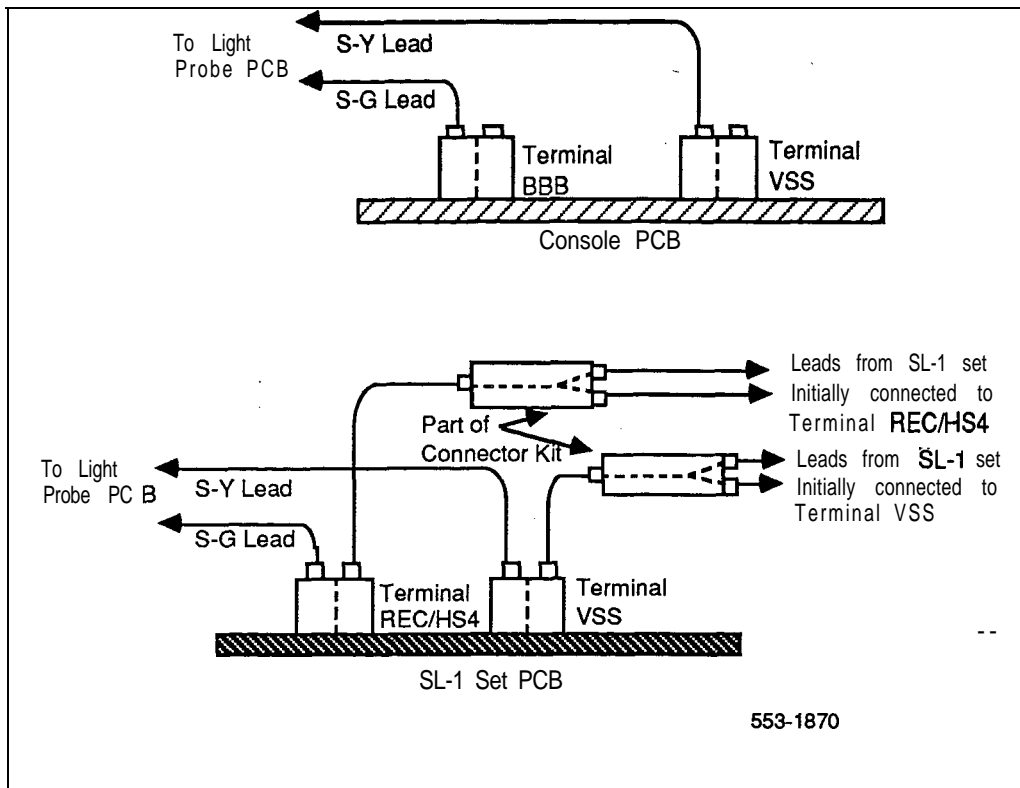 To Light
Probe PCB
S-Y Lead
S-G Lead
Terminal
BBB
Terminal
VSS
Console PCB
Leads from SL-1 set
Initially connected to
Terminal REC/HS4
Part of
Connector Kit
Leads from SL-1 set
Initially connected to
Terminal VSS
To Light
Probe PC B
S-Y Lead
S-G Lead
Terminal
REC/HS4
Terminal
VSS
SL-1 Set PCB
553-1870